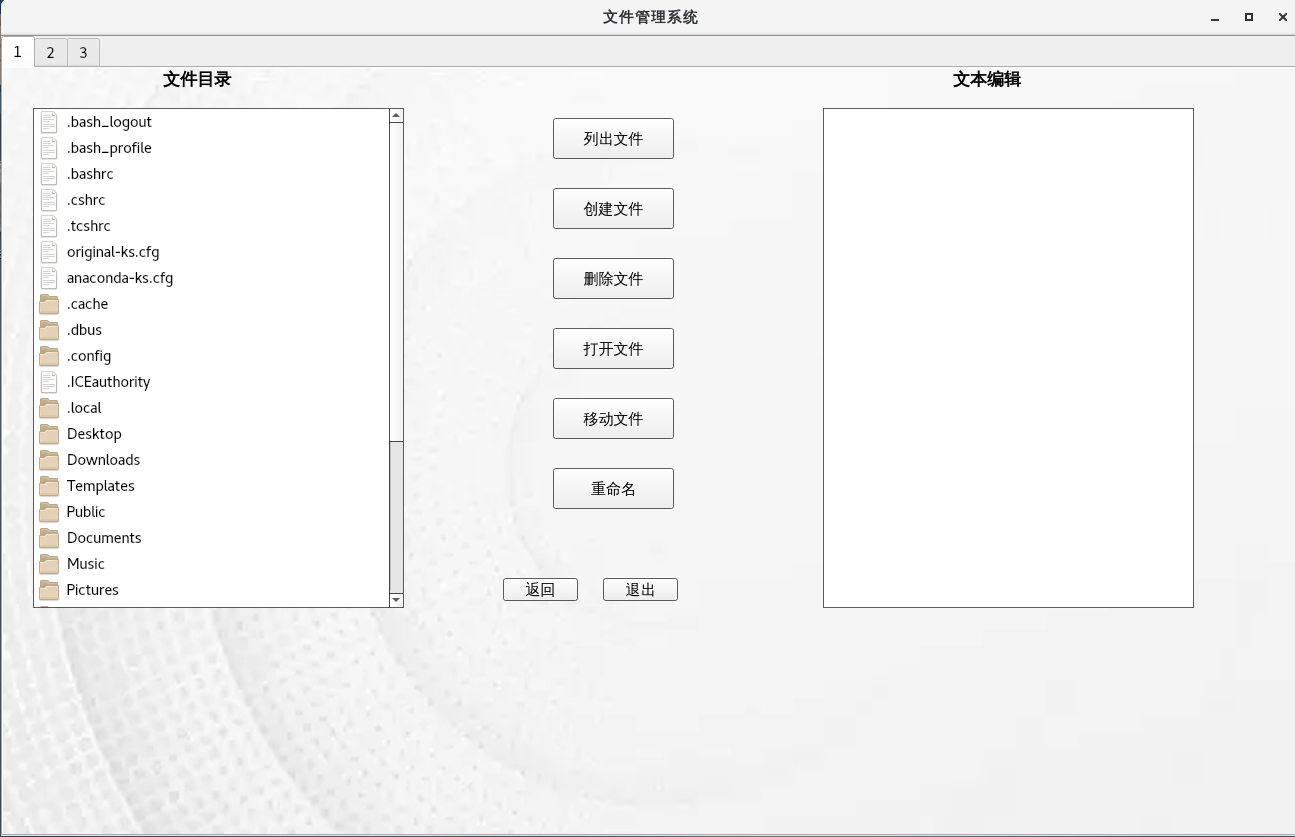 文件管理系统
1 2 3
文件目录
文本编辑
.bash_logout
.bash_profile
.bashrc
.cshrc
.tcshrc
original-ks.cfg
anaconda-ks.cfg
.cache
.dbus
.config
.ICEauthority
.local
Desktop
Downloads
Templates
Public
Documents
Music
Pictures
列出文件
创建文件
删除文件
打开文件
移动文件
重命名
返回
退出